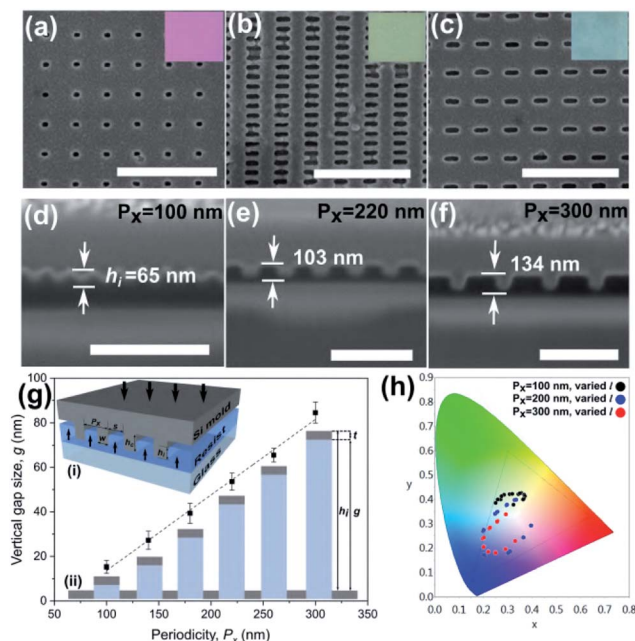 (a)
(b)
(c)
(d)
Pₓ=100 nm
hᵢ=65 nm
(e)
Pₓ=220 nm
103 nm
(f)
Pₓ=300 nm
134 nm
(g)
100
80
60
40
20
0
Vertical gap size, g (nm)
Si mold
Resist
Glass
Pₓ
s
w
(i)
(ii)
t
hᵢ
g
50
100
150
200
250
300
350
Periodicity, Pₓ (nm)
(h)
Pₓ=100 nm, varied l
Pₓ=200 nm, varied l
Pₓ=300 nm, varied l
0.9
0.8
0.7
0.6
0.5
0.4
0.3
0.2
0.1
0.0
y
0.0 0.1 0.2 0.3 0.4 0.5 0.6 0.7 0.8
x